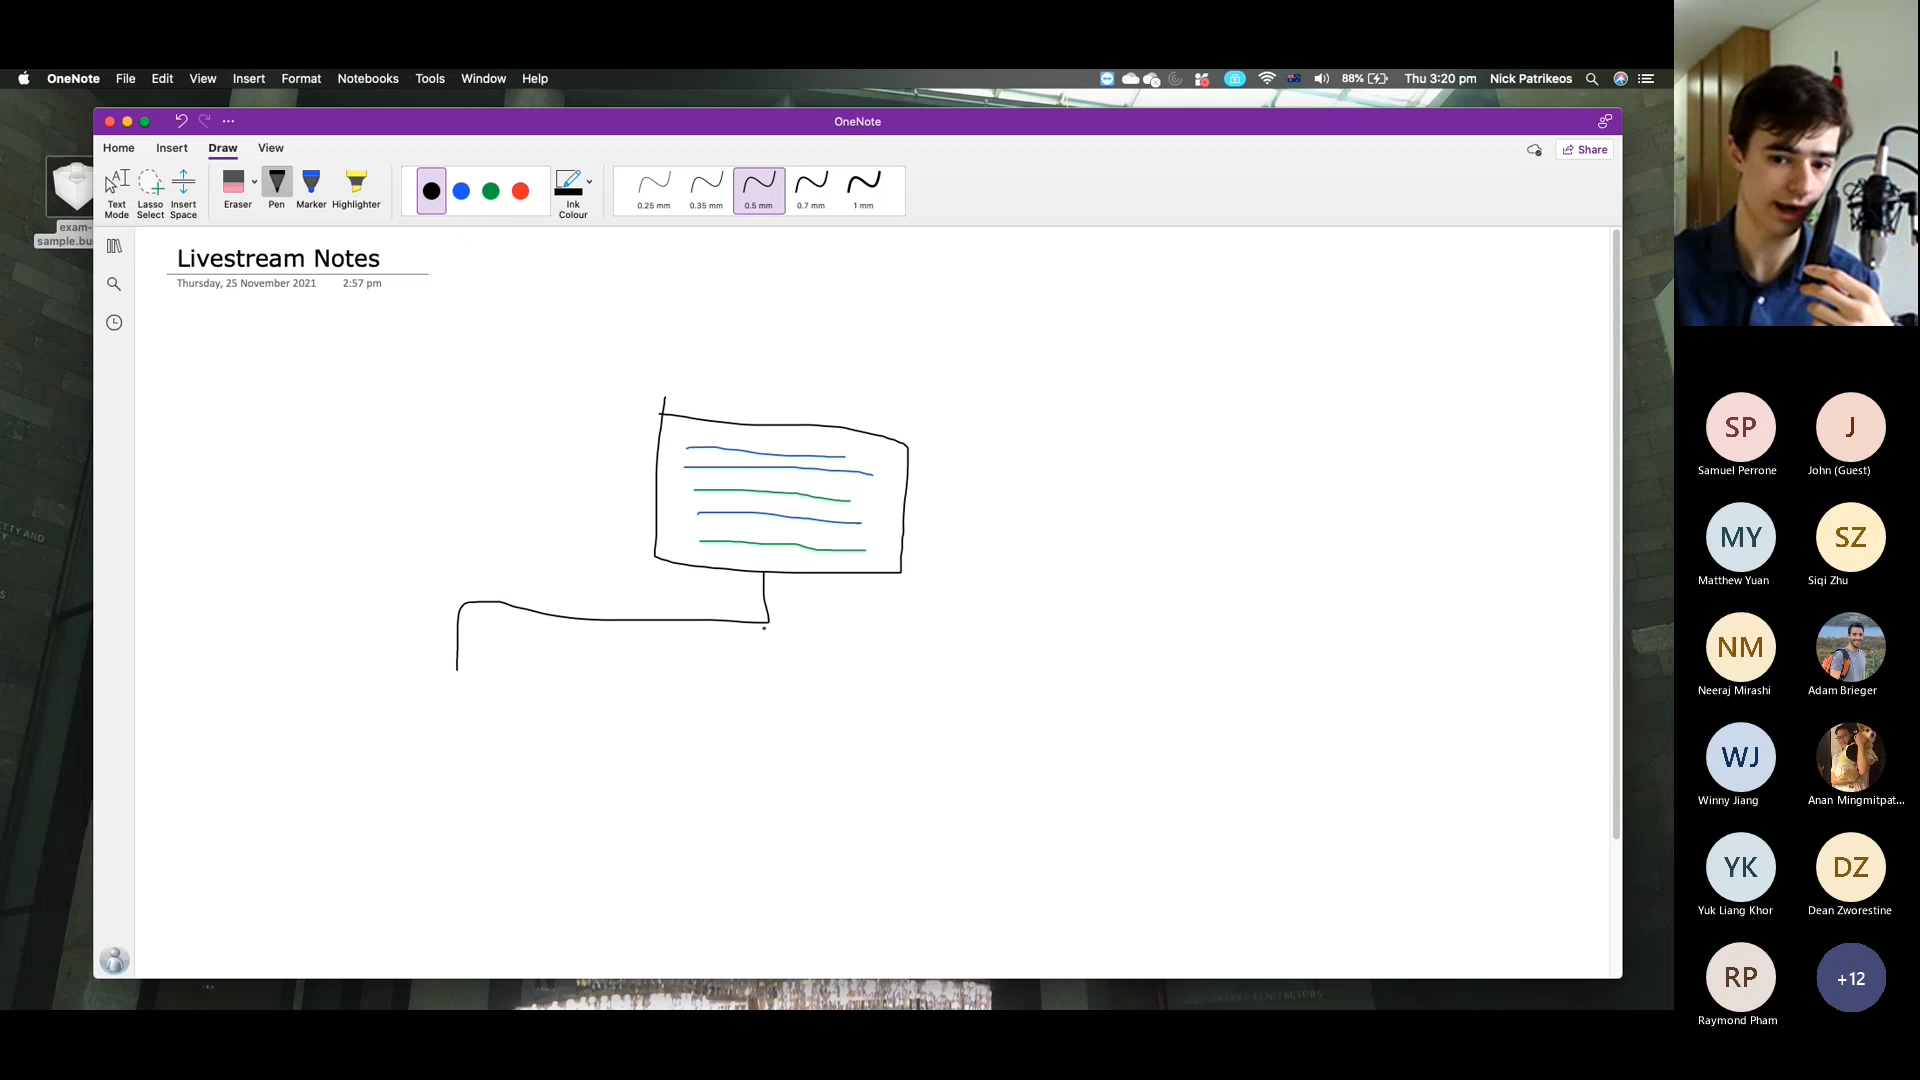 OneNote File Edit View Insert Format Notebooks Tools Window Help
88% Thu 3:20 pm Nick Patrikeos
OneNote
Home Insert Draw View
Share
Text Mode
Lasso Select
Insert Space
Eraser
Pen
Marker
Highlighter
Ink Colour
0.25 mm 0.35 mm 0.5 mm 0.7 mm 1 mm
exam-
sample.bu
Livestream Notes
Thursday, 25 November 2021 2:57 pm
SP
Samuel Perrone
J
John (Guest)
MY
Matthew Yuan
SZ
Siqi Zhu
NM
Neeraj Mirashi
Adam Brieger
WJ
Winny Jiang
Anan Mingmitpat...
YK
Yuk Liang Khor
DZ
Dean Zworestine
RP
Raymond Pham
+12